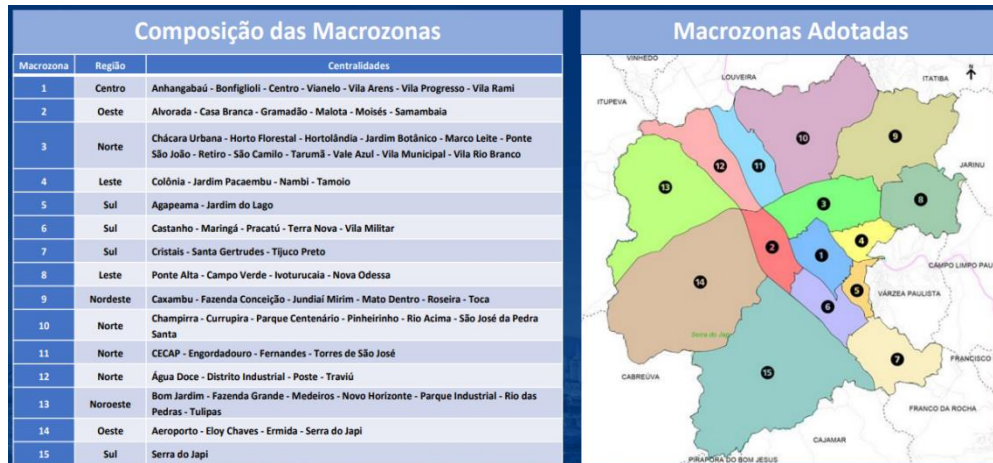 Composição das Macrozonas
Macrozona Região Centralidades
1 Centro Anhangabaú - Bonfiglioli - Centro - Vianelo - Vila Arens - Vila Progresso - Vila Rami
2 Oeste Alvorada - Casa Branca - Gramadão - Malota - Moisés - Samambaia
3 Norte Chácara Urbana - Horto Florestal - Hortolândia - Jardim Botânico - Marco Leite - Ponte
São João - Retiro - São Camilo - Tarumã - Vale Azul - Vila Municipal - Vila Rio Branco
4 Leste Colônia - Jardim Pacaembu - Nambi - Tamoio
5 Sul Agapeama - Jardim do Lago
6 Sul Castanho - Maringá - Pracatú - Terra Nova - Vila Militar
7 Sul Cristais - Santa Gertrudes - Tijuco Preto
8 Leste Ponte Alta - Campo Verde - Ivoturucaia - Nova Odessa
9 Nordeste Caxambu - Fazenda Conceição - Jundiaí Mirim - Mato Dentro - Roseira - Toca
10 Norte Champirra - Currupira - Parque Centenário - Pinheirinho - Rio Acima - São José da Pedra
Santa
11 Norte CECAP - Engordadouro - Fernandes - Torres de São José
12 Norte Água Doce - Distrito Industrial - Poste - Traviú
13 Noroeste Bom Jardim - Fazenda Grande - Medeiros - Novo Horizonte - Parque Industrial - Rio das
Pedras - Tulipas
14 Oeste Aeroporto - Eloy Chaves - Ermida - Serra do Japi
15 Sul Serra do Japi
Macrozonas Adotadas
VINHEDO
LOUVEIRA
N
ITATIBA
ITUPEVA
10
9
12
11
JARINU
13
8
3
4
2
1
CAMPO LIMPO PAU
14
5
VÁRZEA PAULISTA
6
Serra do Japi
7
FRANCISCO
CABREÚVA
15
FRANCO DA ROCHA
CAJAMAR
PIRAPORA DO BOM JESUS